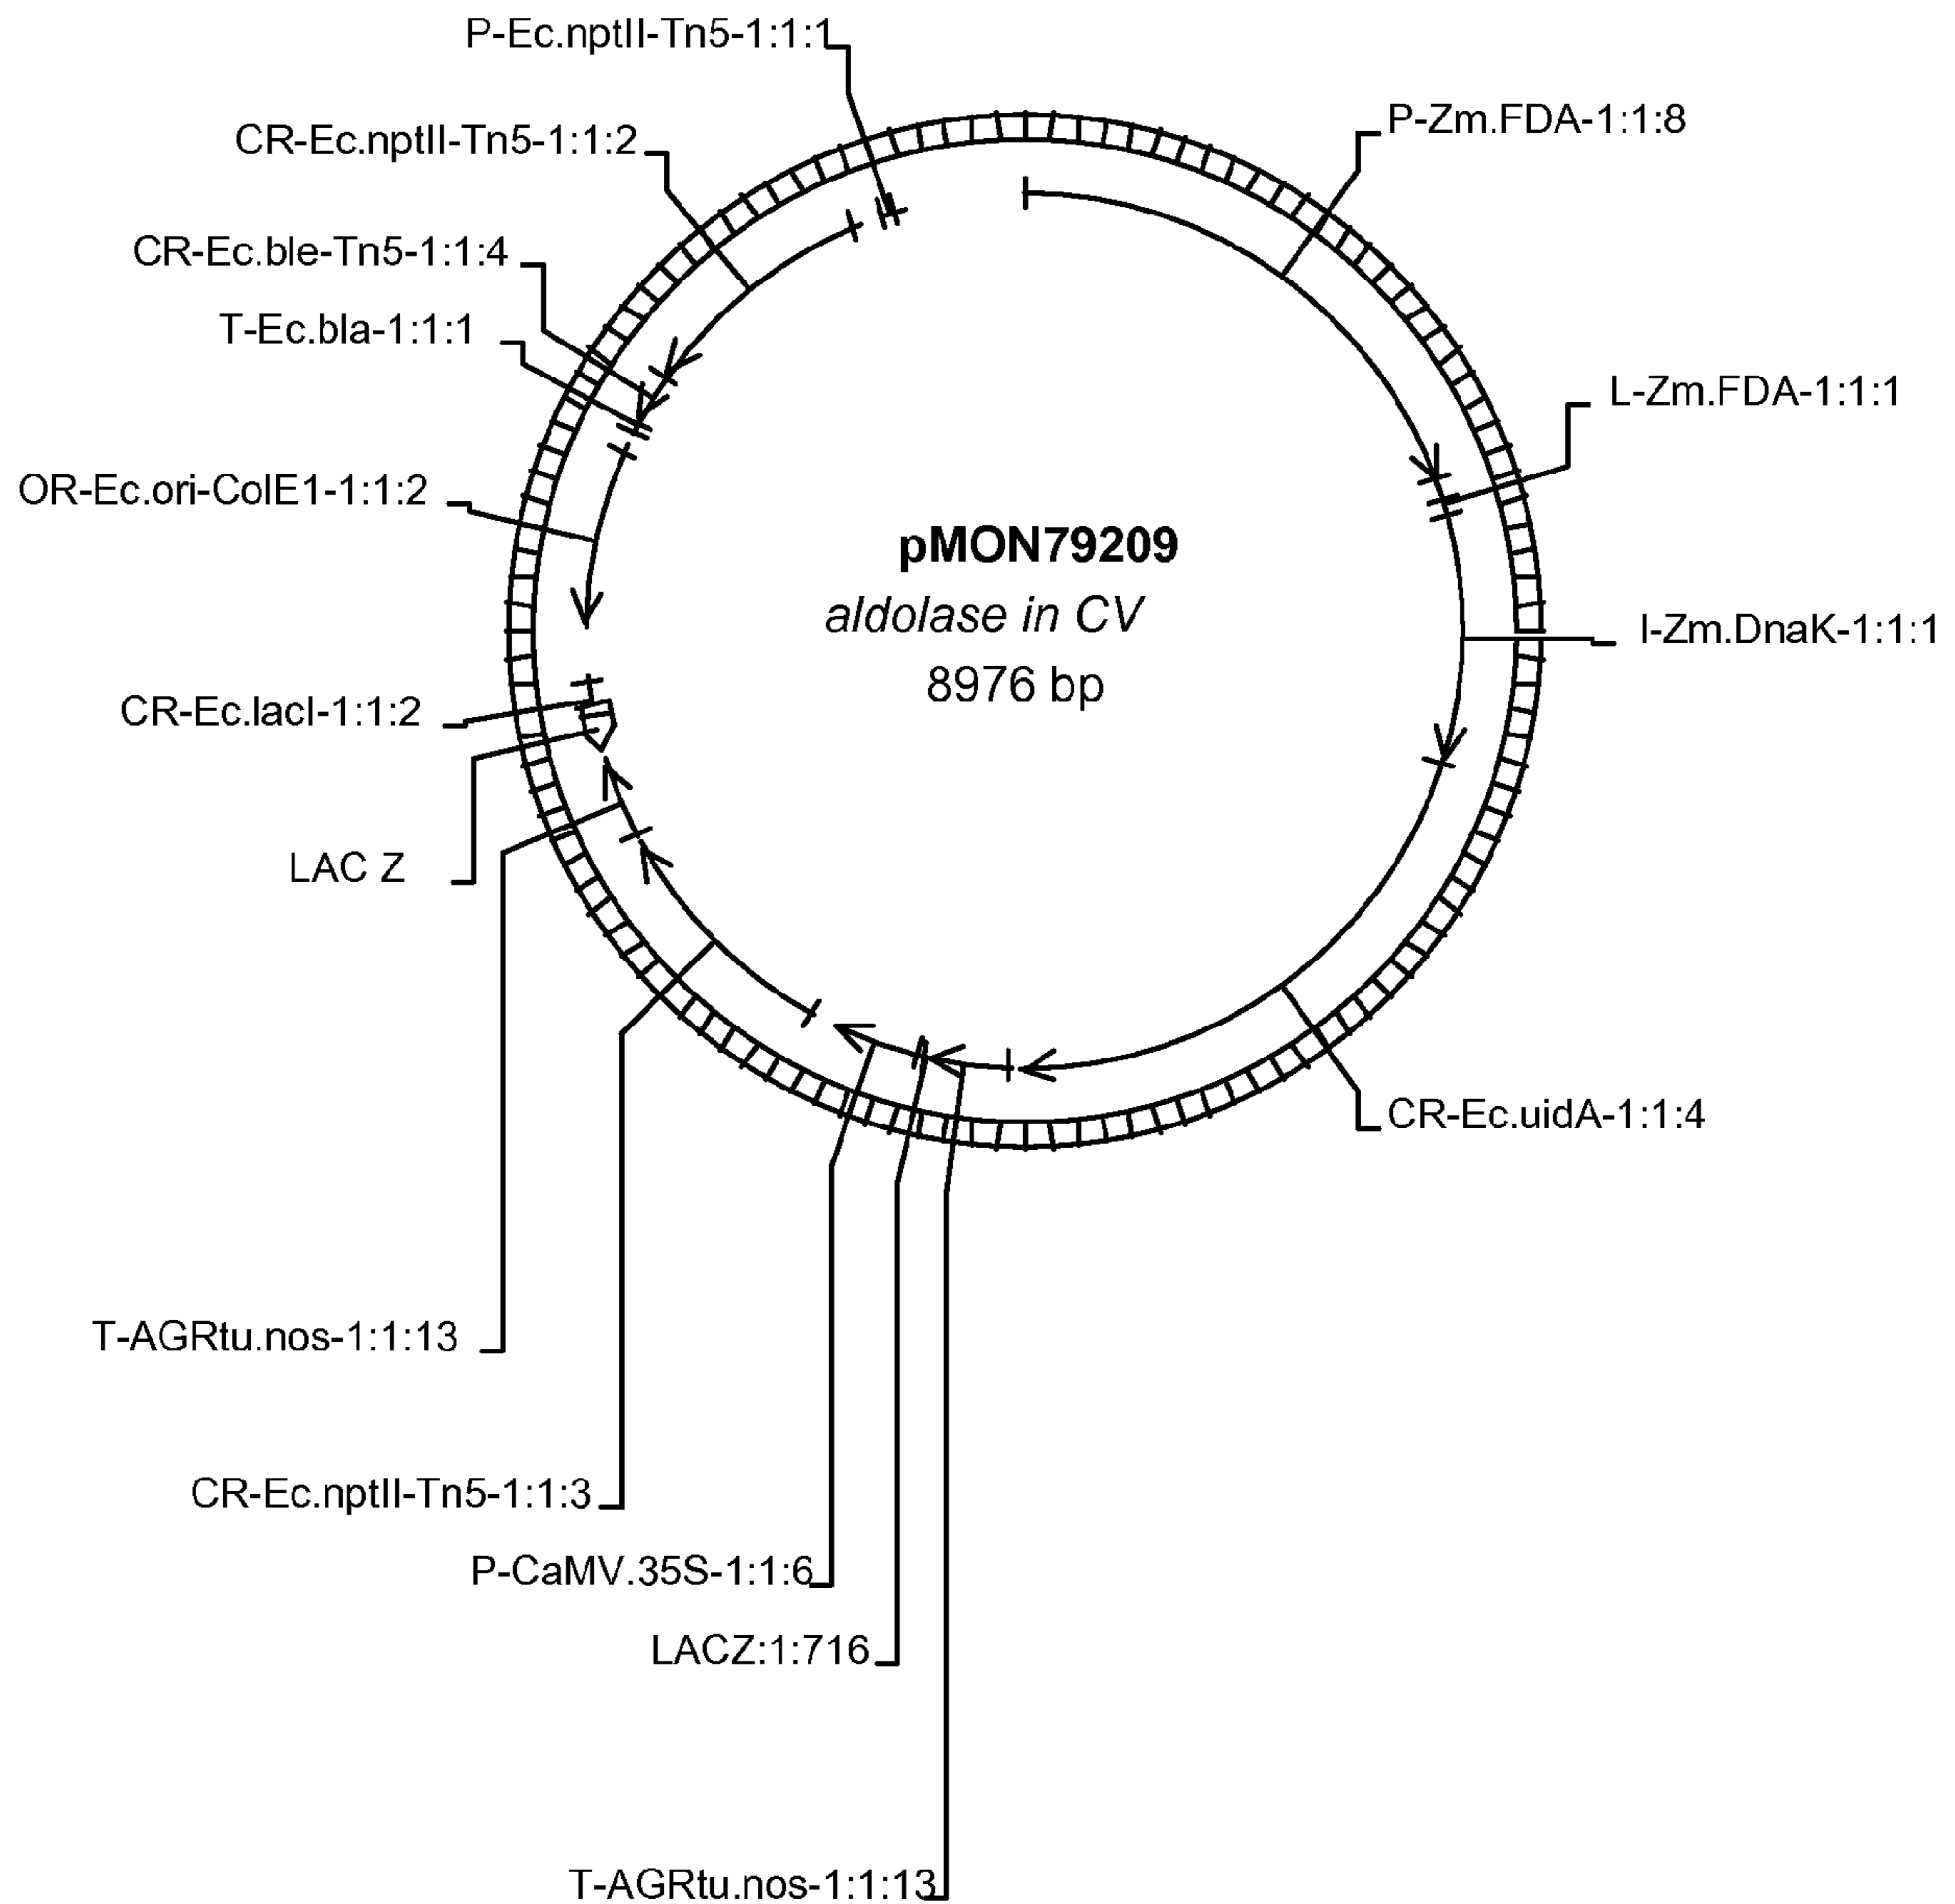 P-Ec.nptII-Tn5-1:1:1
P-Zm.FDA-1:1:8
CR-Ec.nptII-Tn5-1:1:2
CR-Ec.ble-Tn5-1:1:4
T-Ec.bla-1:1:1
L-Zm.FDA-1:1:1
OR-Ec.ori-ColE1-1:1:2
pMON79209
aldolase in CV
8976 bp
I-Zm.DnaK-1:1:1
CR-Ec.lacI-1:1:2
LAC Z
CR-Ec.uidA-1:1:4
T-AGRtu.nos-1:1:13
CR-Ec.nptII-Tn5-1:1:3
P-CaMV.35S-1:1:6
LACZ:1:716
T-AGRtu.nos-1:1:13